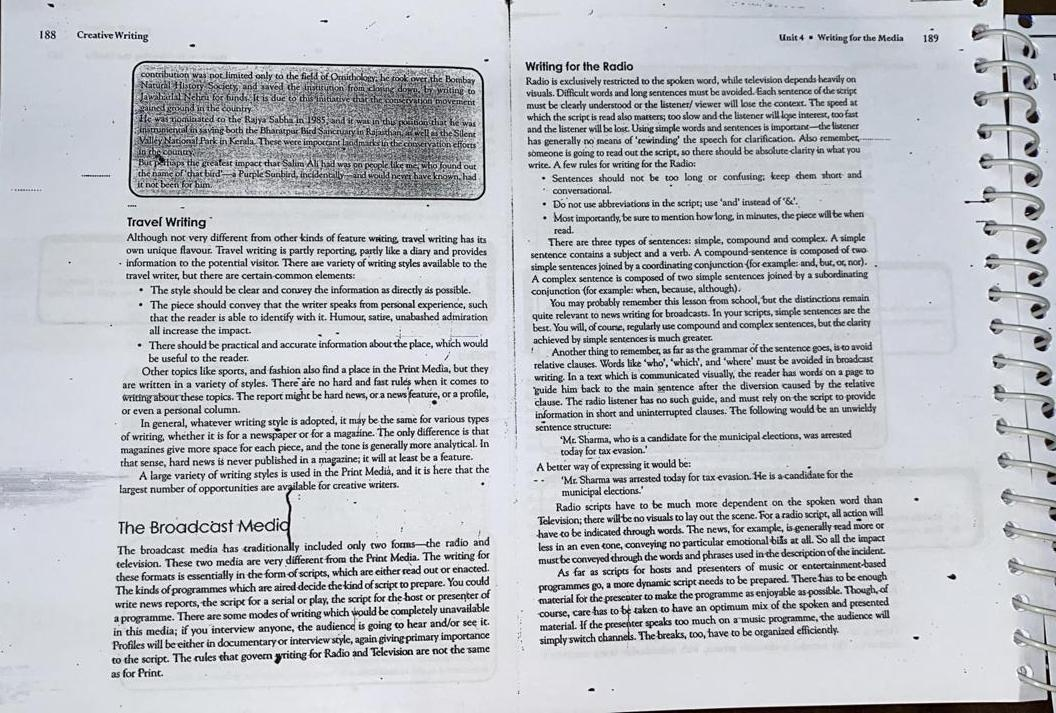 188 Creative Writing
contribution was not limited only to the field of Ornithology; he took over the Bombay
Natural History Society, and saved the institution from closing down, by writing to
Jawaharlal Nehru for funds. It is due to this initiative that the conservation movement
gained ground in the country.
He was nominated to the Rajya Sabha in 1985, and it was in this position that he was
instrumental in saving both the Bharatpur Bird Sanctuary in Rajasthan, as well as the Silent
Valley National Park in Kerala. These were important landmarks in the conservation efforts
in the country.
But perhaps the greatest impact that Salim Ali had was on people like me who found out
the name of 'that bird'—a Purple Sunbird, incidentally—and would never have known, had
it not been for him.
Travel Writing
Although not very different from other kinds of feature writing, travel writing has its
own unique flavour. Travel writing is partly reporting, partly like a diary and provides
information to the potential visitor. There are variety of writing styles available to the
travel writer, but there are certain common elements:
• The style should be clear and convey the information as directly as possible.
• The piece should convey that the writer speaks from personal experience, such
that the reader is able to identify with it. Humour, satire, unabashed admiration
all increase the impact.
• There should be practical and accurate information about the place, which would
be useful to the reader.
Other topics like sports, and fashion also find a place in the Print Media, but they
are written in a variety of styles. There are no hard and fast rules when it comes to
writing about these topics. The report might be hard news, or a news feature, or a profile,
or even a personal column.
In general, whatever writing style is adopted, it may be the same for various types
of writing, whether it is for a newspaper or for a magazine. The only difference is that
magazines give more space for each piece, and the tone is generally more analytical. In
that sense, hard news is never published in a magazine; it will at least be a feature.
A large variety of writing styles is used in the Print Media, and it is here that the
largest number of opportunities are available for creative writers.
The Broadcast Media
The broadcast media has traditionally included only two forms—the radio and
television. These two media are very different from the Print Media. The writing for
these formats is essentially in the form of scripts, which are either read out or enacted.
The kinds of programmes which are aired decide the kind of script to prepare. You could
write news reports, the script for a serial or play, the script for the host or presenter of
a programme. There are some modes of writing which would be completely unavailable
in this media; if you interview anyone, the audience is going to hear and/or see it.
Profiles will be either in documentary or interview style, again giving primary importance
to the script. The rules that govern writing for Radio and Television are not the same
as for Print.
Unit 4 • Writing for the Media 189
Writing for the Radio
Radio is exclusively restricted to the spoken word, while television depends heavily on
visuals. Difficult words and long sentences must be avoided. Each sentence of the script
must be clearly understood or the listener/ viewer will lose the context. The speed at
which the script is read also matters; too slow and the listener will lose interest, too fast
and the listener will be lost. Using simple words and sentences is important—the listener
has generally no means of 'rewinding' the speech for clarification. Also remember,
someone is going to read out the script, so there should be absolute clarity in what you
write. A few rules for writing for the Radio:
• Sentences should not be too long or confusing; keep them short and
conversational.
• Do not use abbreviations in the script; use 'and' instead of '&'.
• Most importantly, be sure to mention how long, in minutes, the piece will be when
read.
There are three types of sentences: simple, compound and complex. A simple
sentence contains a subject and a verb. A compound sentence is composed of two
simple sentences joined by a coordinating conjunction (for example: and, but, or, nor).
A complex sentence is composed of two simple sentences joined by a subordinating
conjunction (for example: when, because, although).
You may probably remember this lesson from school, but the distinctions remain
quite relevant to news writing for broadcasts. In your scripts, simple sentences are the
best. You will, of course, regularly use compound and complex sentences, but the clarity
achieved by simple sentences is much greater.
Another thing to remember, as far as the grammar of the sentence goes, is to avoid
relative clauses. Words like 'who', 'which', and 'where' must be avoided in broadcast
writing. In a text which is communicated visually, the reader has words on a page to
guide him back to the main sentence after the diversion caused by the relative
clause. The radio listener has no such guide, and must rely on the script to provide
information in short and uninterrupted clauses. The following would be an unwieldy
sentence structure:
'Mr. Sharma, who is a candidate for the municipal elections, was arrested
today for tax evasion.'
A better way of expressing it would be:
'Mr. Sharma was arrested today for tax evasion. He is a candidate for the
municipal elections.'
Radio scripts have to be much more dependent on the spoken word than
Television; there will be no visuals to lay out the scene. For a radio script, all action will
have to be indicated through words. The news, for example, is generally read more or
less in an even tone, conveying no particular emotional bias at all. So all the impact
must be conveyed through the words and phrases used in the description of the incident.
As far as scripts for hosts and presenters of music or entertainment-based
programmes go, a more dynamic script needs to be prepared. There has to be enough
material for the presenter to make the programme as enjoyable as possible. Though, of
course, care has to be taken to have an optimum mix of the spoken and presented
material. If the presenter speaks too much on a music programme, the audience will
simply switch channels. The breaks, too, have to be organized efficiently.